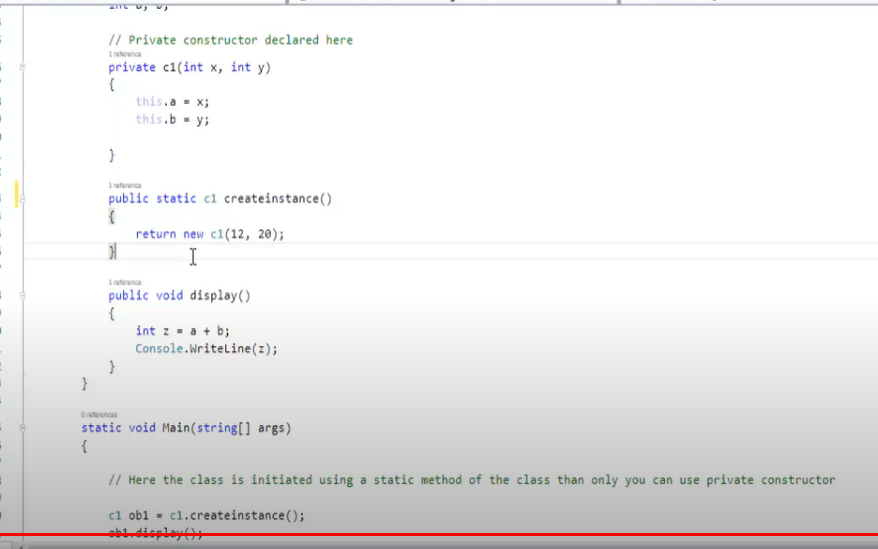 int a, b;
// Private constructor declared here
1 reference
private c1(int x, int y)
{
this.a = x;
this.b = y;
}
1 reference
public static c1 createinstance()
{
return new c1(12, 20);
}
1 reference
public void display()
{
int z = a + b;
Console.WriteLine(z);
}
}
0 references
static void Main(string[] args)
{
// Here the class is initiated using a static method of the class than only you can use private constructor
c1 ob1 = c1.createinstance();
ob1.display();